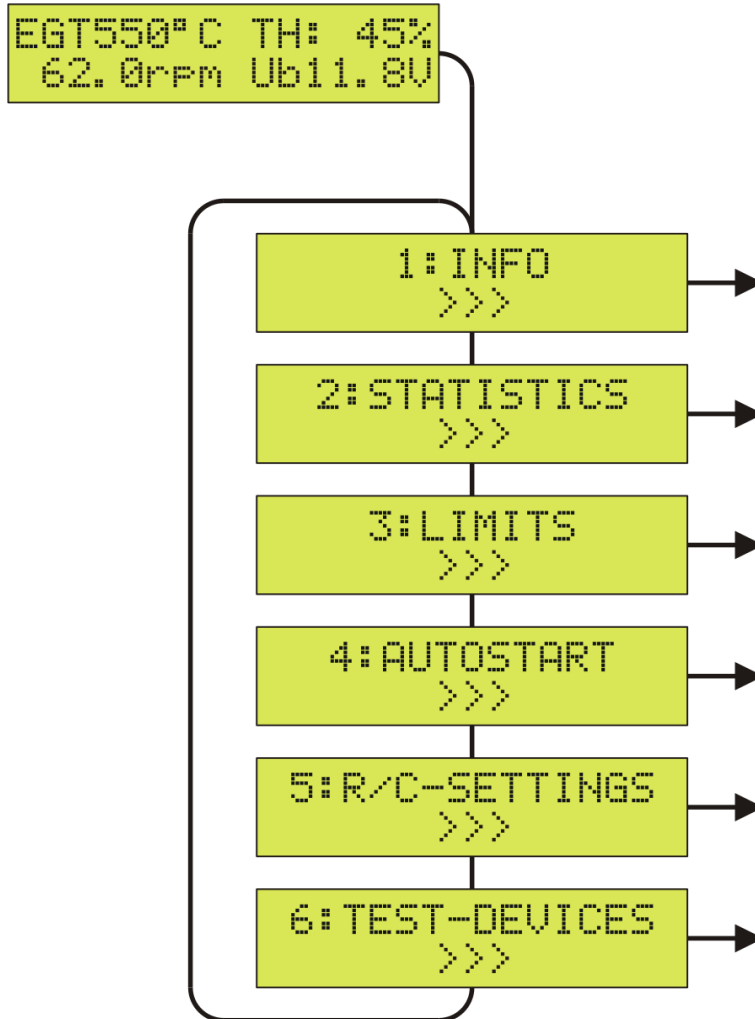 EGT550°C TH: 45%
62.0rpm Ub11.8V
1:INFO
>>>
2:STATISTICS
>>>
3:LIMITS
>>>
4:AUTOSTART
>>>
5:R/C-SETTINGS
>>>
6:TEST-DEVICES
>>>